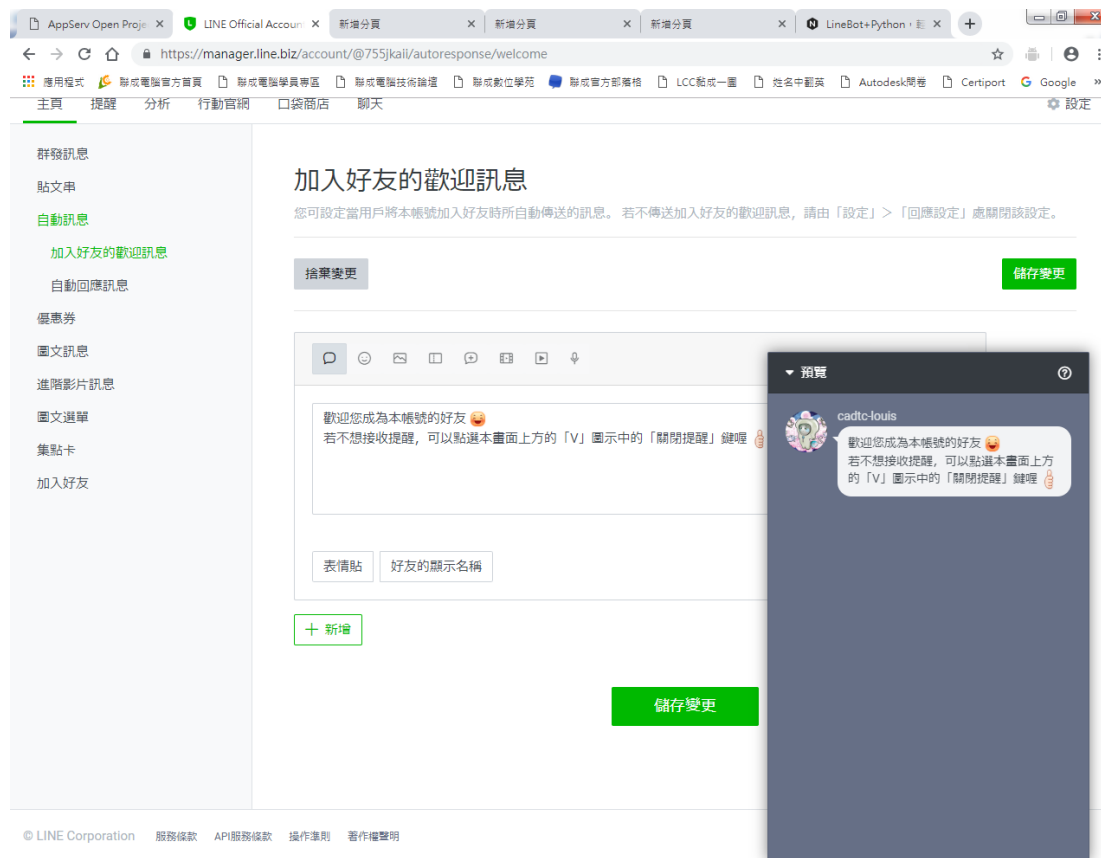 AppServ Open Proje
LINE Official Accoun
新增分頁
新增分頁
新增分頁
LineBot+Python，輕
https://manager.line.biz/account/@755jkaii/autoresponse/welcome
應用程式
聯成電腦官方首頁
聯成電腦學員專區
聯成電腦技術論壇
聯成數位學苑
聯成官方部落格
LCC黏成一團
姓名中翻英
Autodesk問卷
Certiport
Google
主頁
提醒
分析
行動官網
口袋商店
聊天
設定
群發訊息
貼文串
自動訊息
加入好友的歡迎訊息
自動回應訊息
優惠券
圖文訊息
進階影片訊息
圖文選單
集點卡
加入好友
加入好友的歡迎訊息
您可設定當用戶將本帳號加入好友時所自動傳送的訊息。 若不傳送加入好友的歡迎訊息，請由「設定」＞「回應設定」處關閉該設定。
捨棄變更
儲存變更
歡迎您成為本帳號的好友
若不想接收提醒，可以點選本畫面上方的「V」圖示中的「關閉提醒」鍵喔
表情貼
好友的顯示名稱
＋ 新增
儲存變更
預覽
cadtc-louis
歡迎您成為本帳號的好友
若不想接收提醒，可以點選本畫面上方
的「V」圖示中的「關閉提醒」鍵喔
© LINE Corporation
服務條款
API服務條款
操作準則
著作權聲明